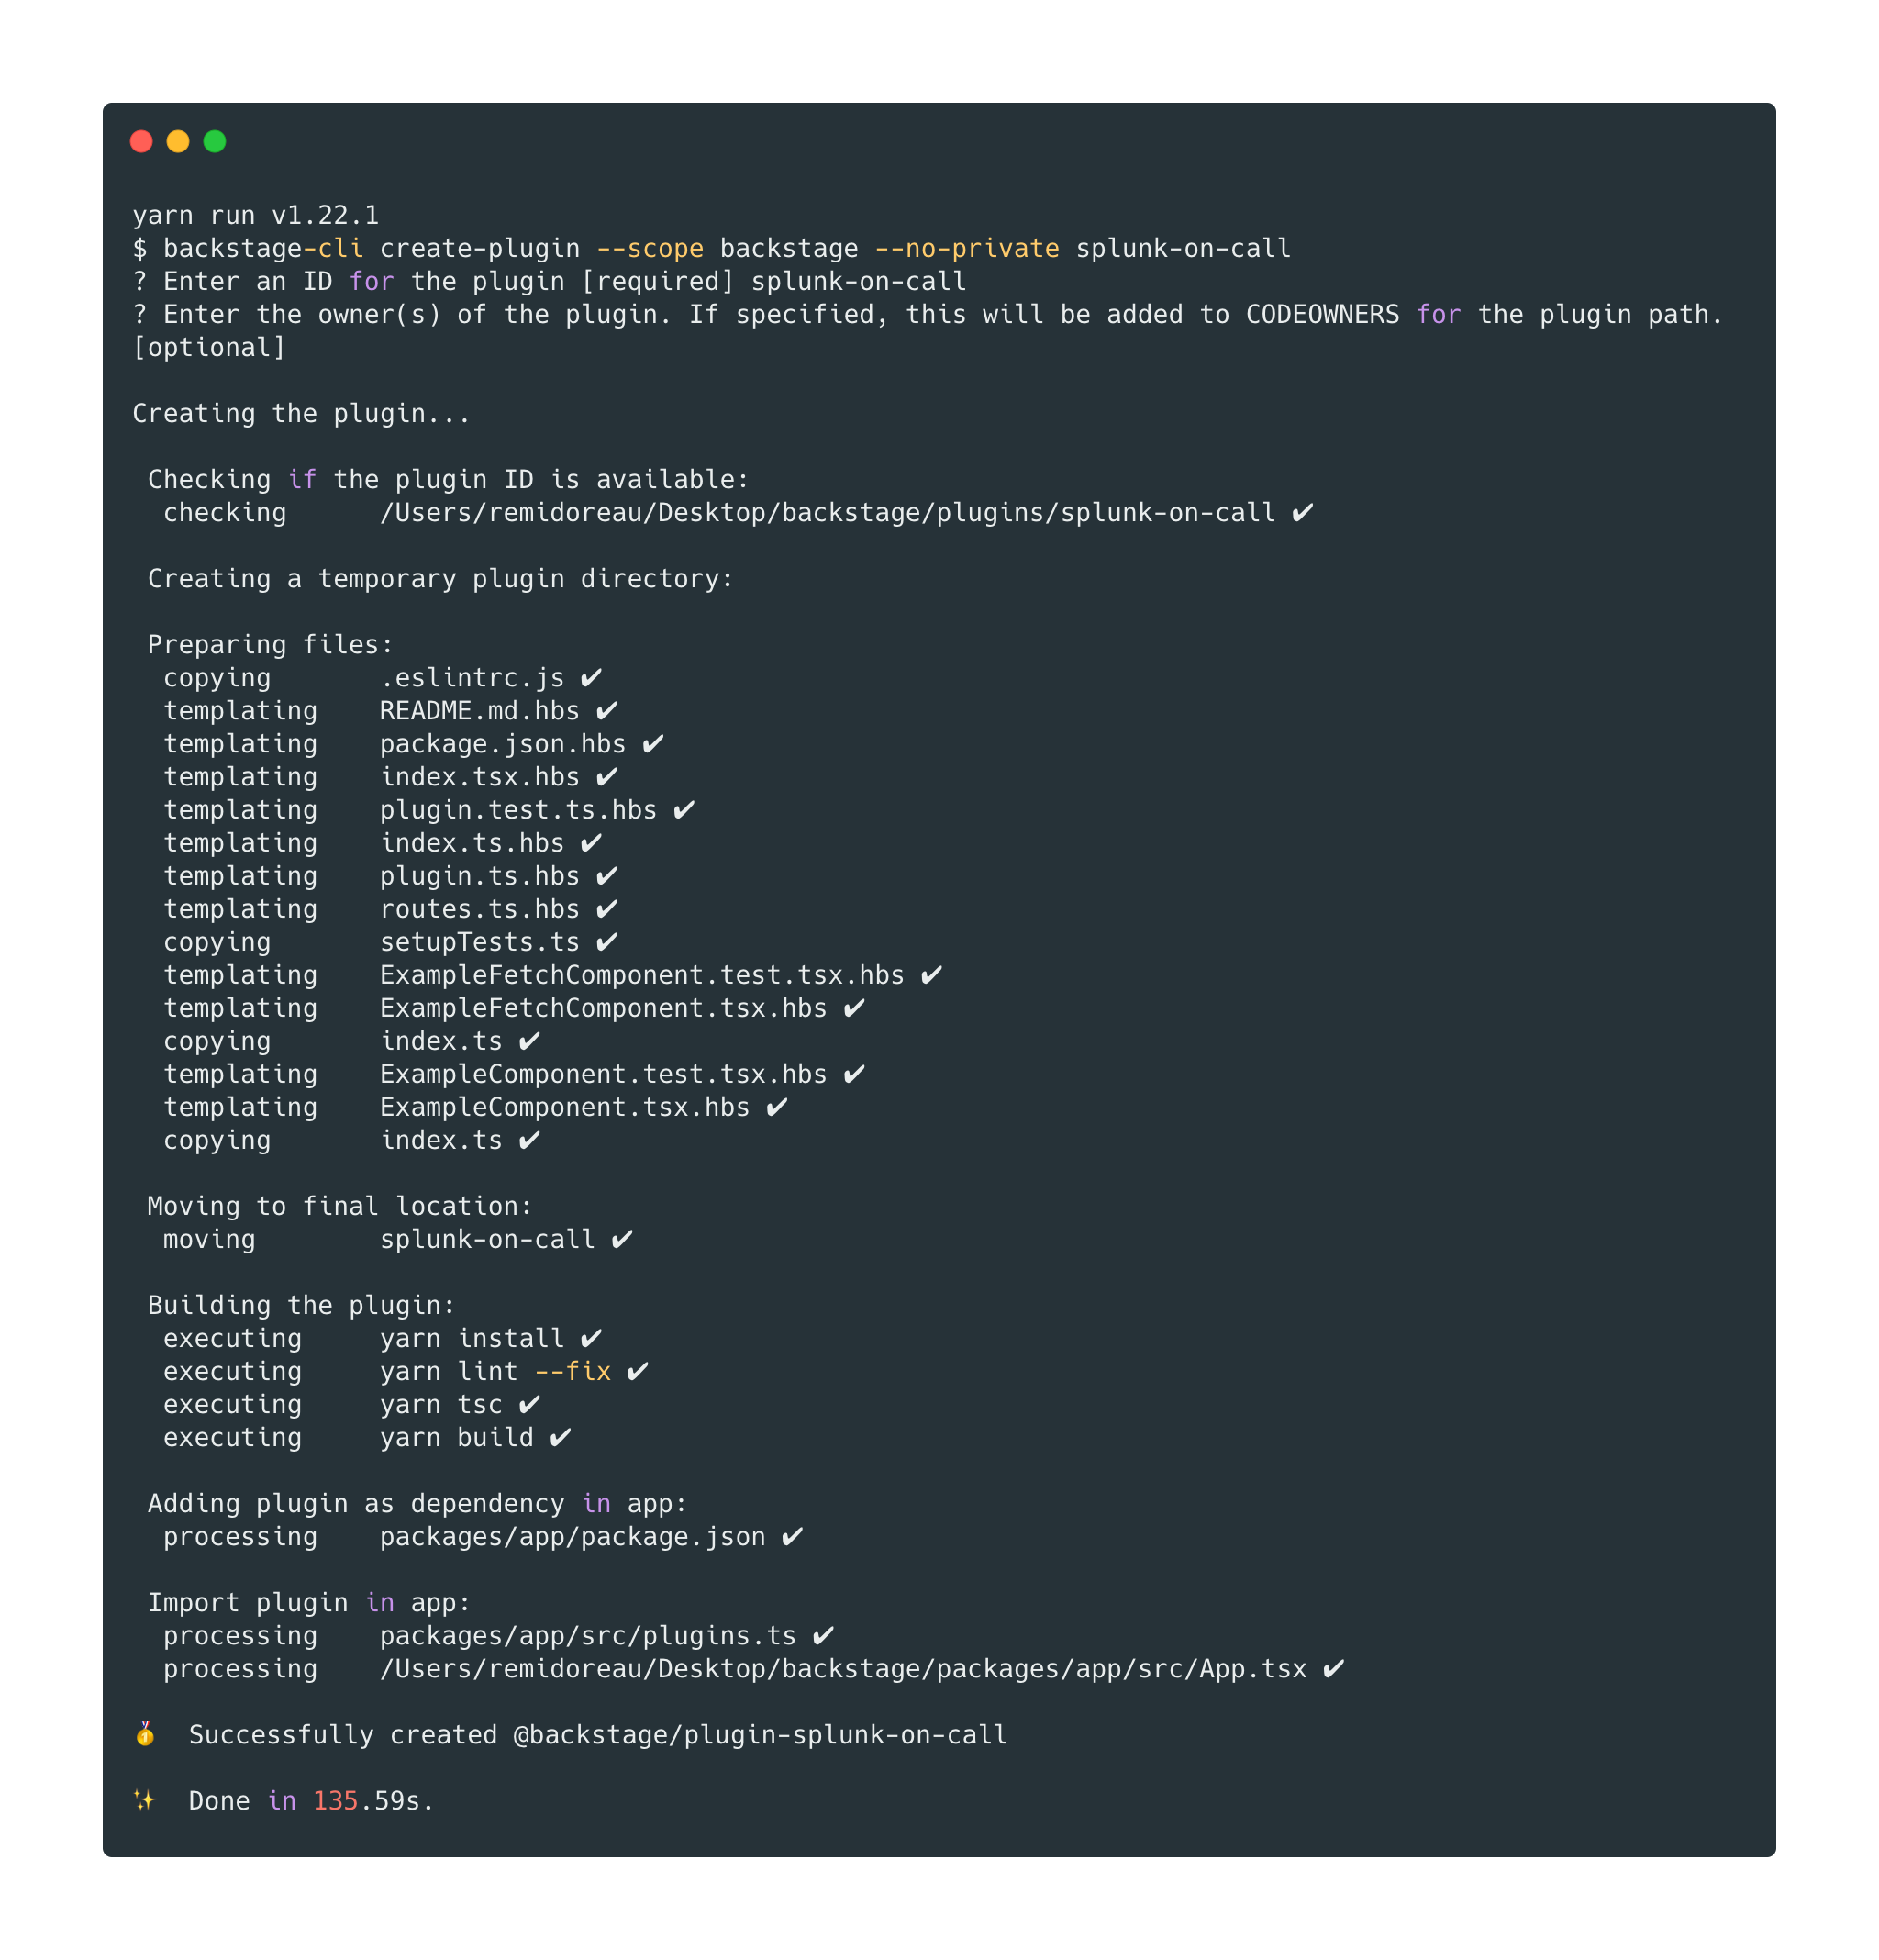 yarn run v1.22.1
$ backstage-cli create-plugin --scope backstage --no-private splunk-on-call
? Enter an ID for the plugin [required] splunk-on-call
? Enter the owner(s) of the plugin. If specified, this will be added to CODEOWNERS for the plugin path.
[optional]
Creating the plugin...
Checking if the plugin ID is available:
checking /Users/remidoreau/Desktop/backstage/plugins/splunk-on-call ✔
Creating a temporary plugin directory:
Preparing files:
copying .eslintrc.js ✔
templating README.md.hbs ✔
templating package.json.hbs ✔
templating index.tsx.hbs ✔
templating plugin.test.ts.hbs ✔
templating index.ts.hbs ✔
templating plugin.ts.hbs ✔
templating routes.ts.hbs ✔
copying setupTests.ts ✔
templating ExampleFetchComponent.test.tsx.hbs ✔
templating ExampleFetchComponent.tsx.hbs ✔
copying index.ts ✔
templating ExampleComponent.test.tsx.hbs ✔
templating ExampleComponent.tsx.hbs ✔
copying index.ts ✔
Moving to final location:
moving splunk-on-call ✔
Building the plugin:
executing yarn install ✔
executing yarn lint --fix ✔
executing yarn tsc ✔
executing yarn build ✔
Adding plugin as dependency in app:
processing packages/app/package.json ✔
Import plugin in app:
processing packages/app/src/plugins.ts ✔
processing /Users/remidoreau/Desktop/backstage/packages/app/src/App.tsx ✔
🥇 Successfully created @backstage/plugin-splunk-on-call
✨ Done in 135.59s.